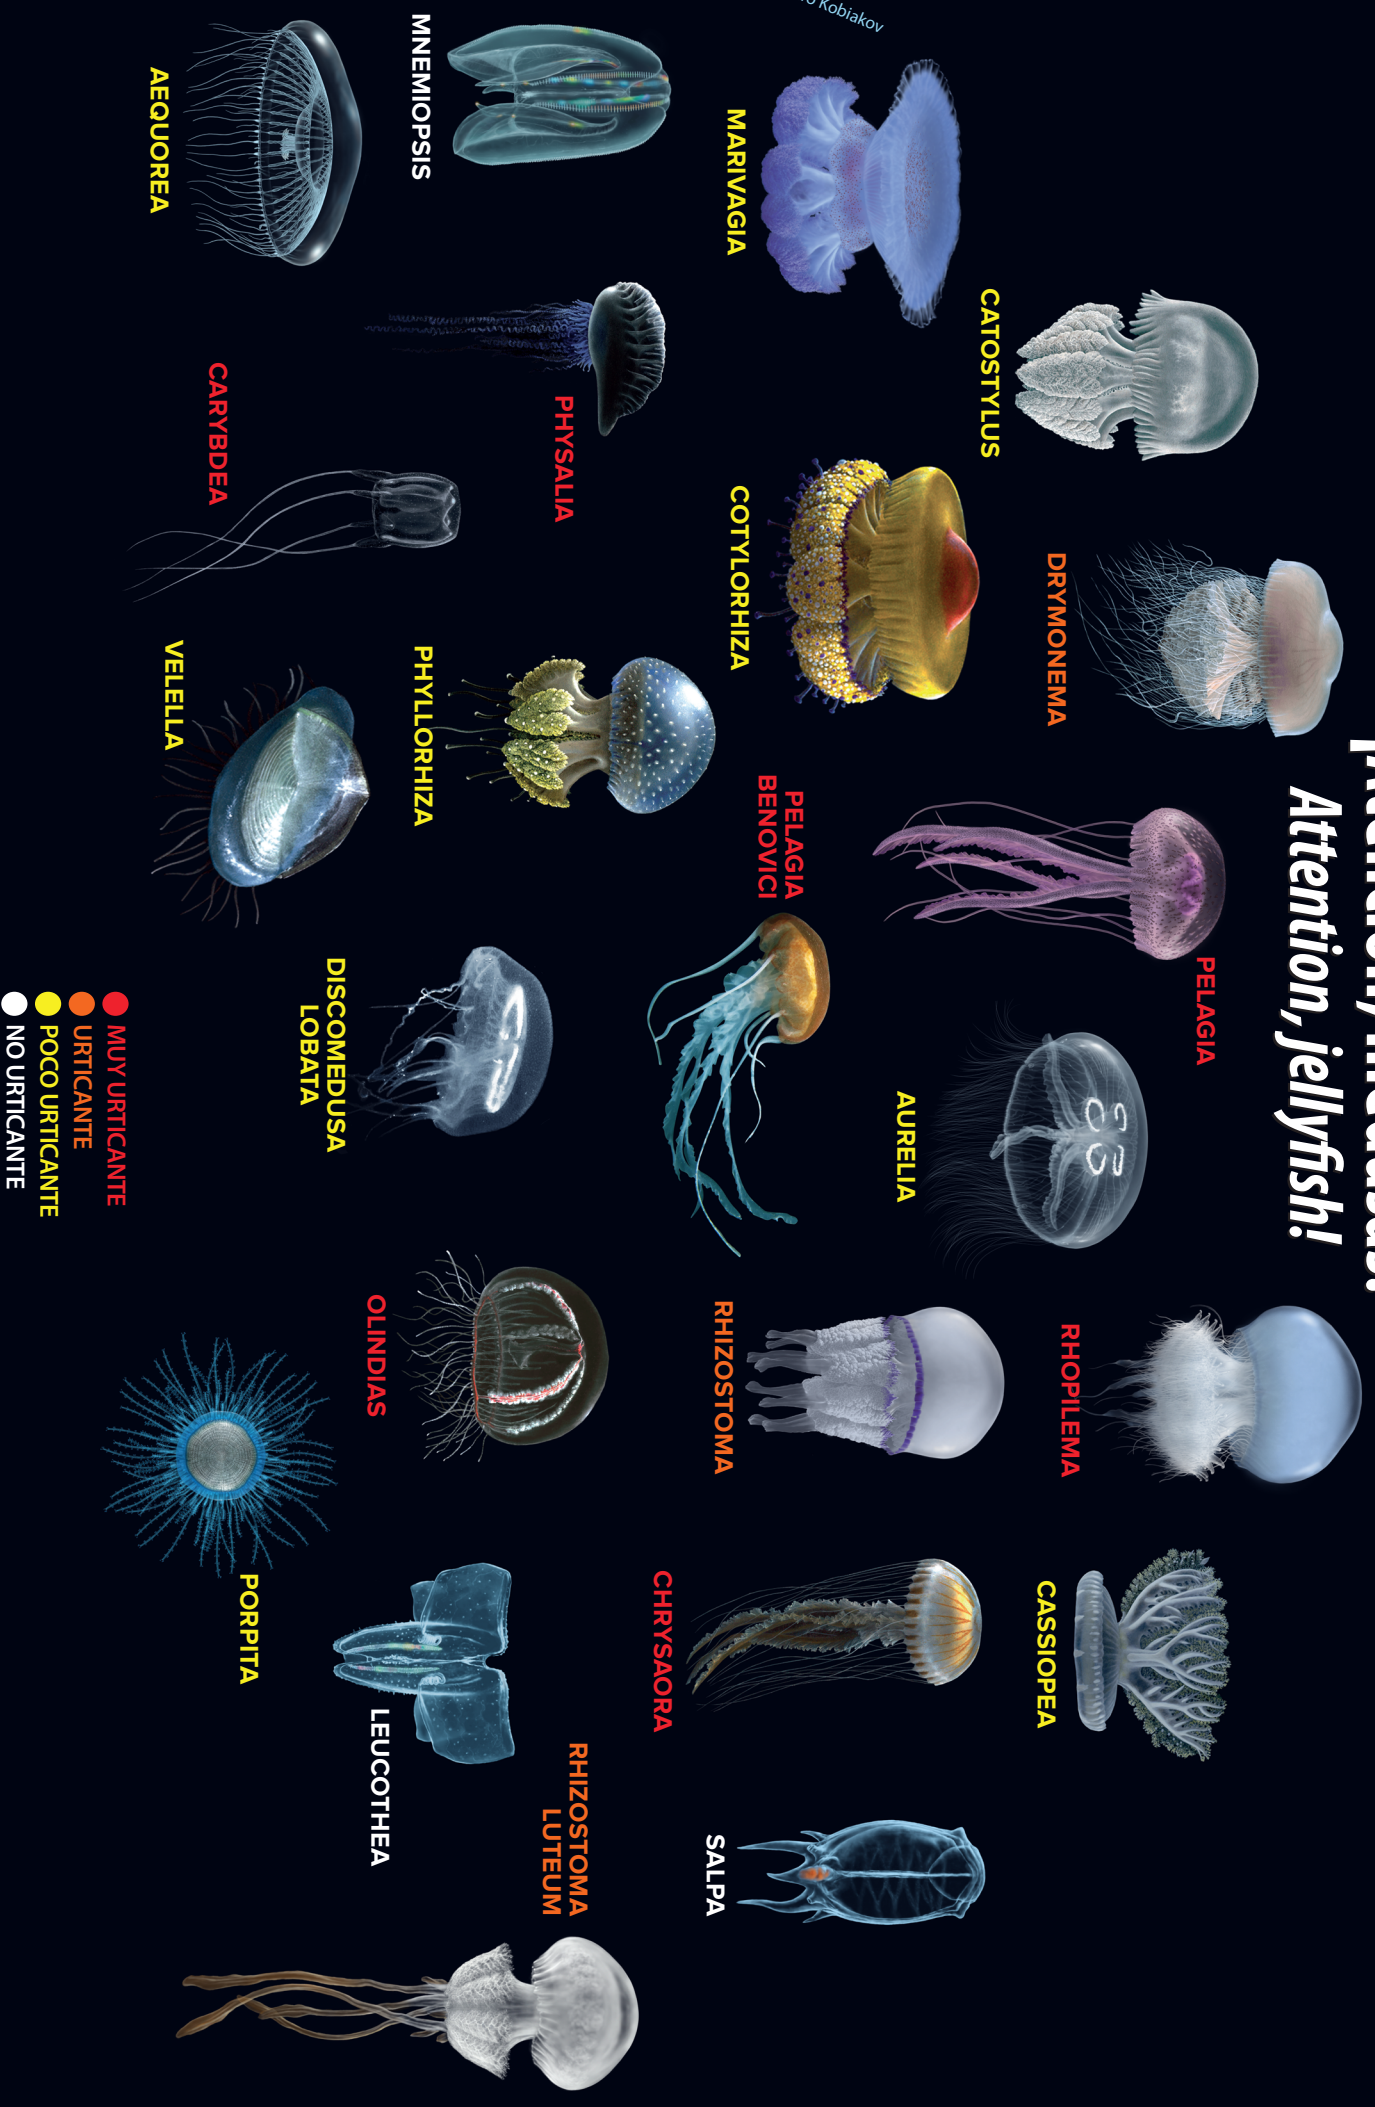 Attention, jellyfish!
Kobiakov
PELAGIA
DRYMONEMA
RHOPILEMA
CASSIOPEA
CATOSTYLUS
AURELIA
MARIVAGIA
COTYLORHIZA
PELAGIA
BENOVICI
RHIZOSTOMA
CHRYSAORA
SALPA
PHYSALIA
RHIZOSTOMA
LUTEUM
MNEMIOPSIS
PHYLLORHIZA
OLINDIAS
LEUCOTHEA
DISCOMEDUSA
LOBATA
PORPITA
CARYBDEA
AEQUOREA
VELELLA
MUY URTICANTE
URTICANTE
POCO URTICANTE
NO URTICANTE